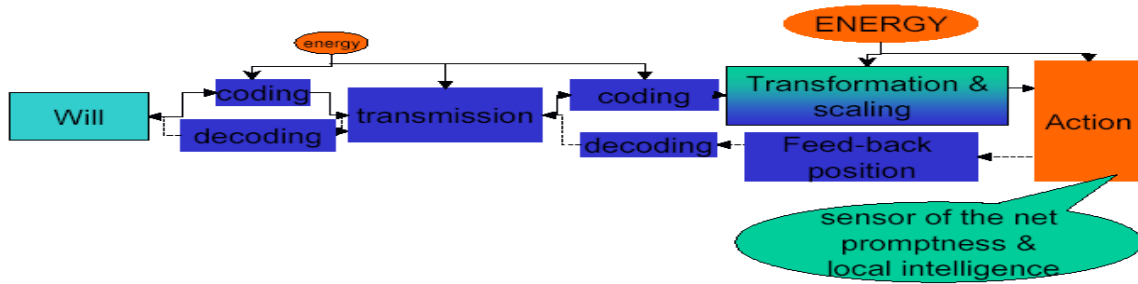 ENERGY
energy
Will
coding
decoding
transmission
coding
decoding
Transformation &
scaling
Feed-back
position
Action
sensor of the net
promptness &
local intelligence